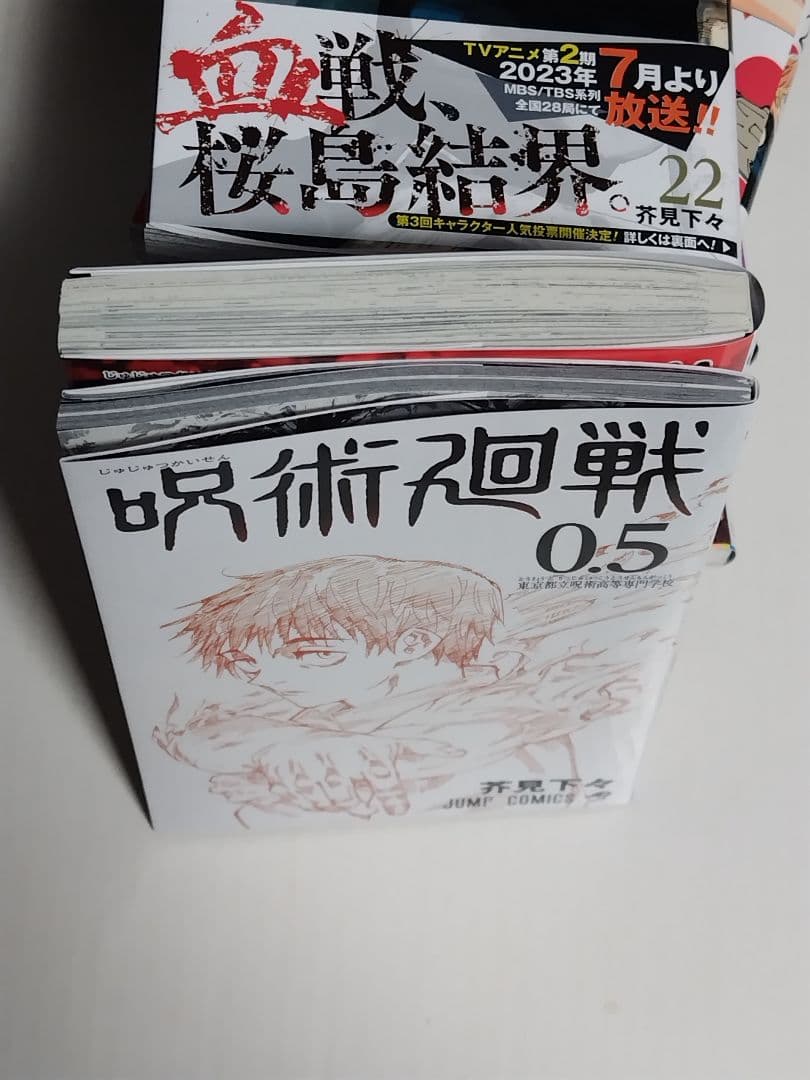 血戦、
桜島結界。
TVアニメ第2期
2023年
MBS/TBS系列
全国28局にて
7月より
放送!!
22
芥見下々
第3回キャラクター人気投票開催決定! 詳しくは裏面へ!
じゅじゅつかいせん
呪術廻戦
0.5
東京都立呪術高等専門学校
芥見下々
JUMP COMICS